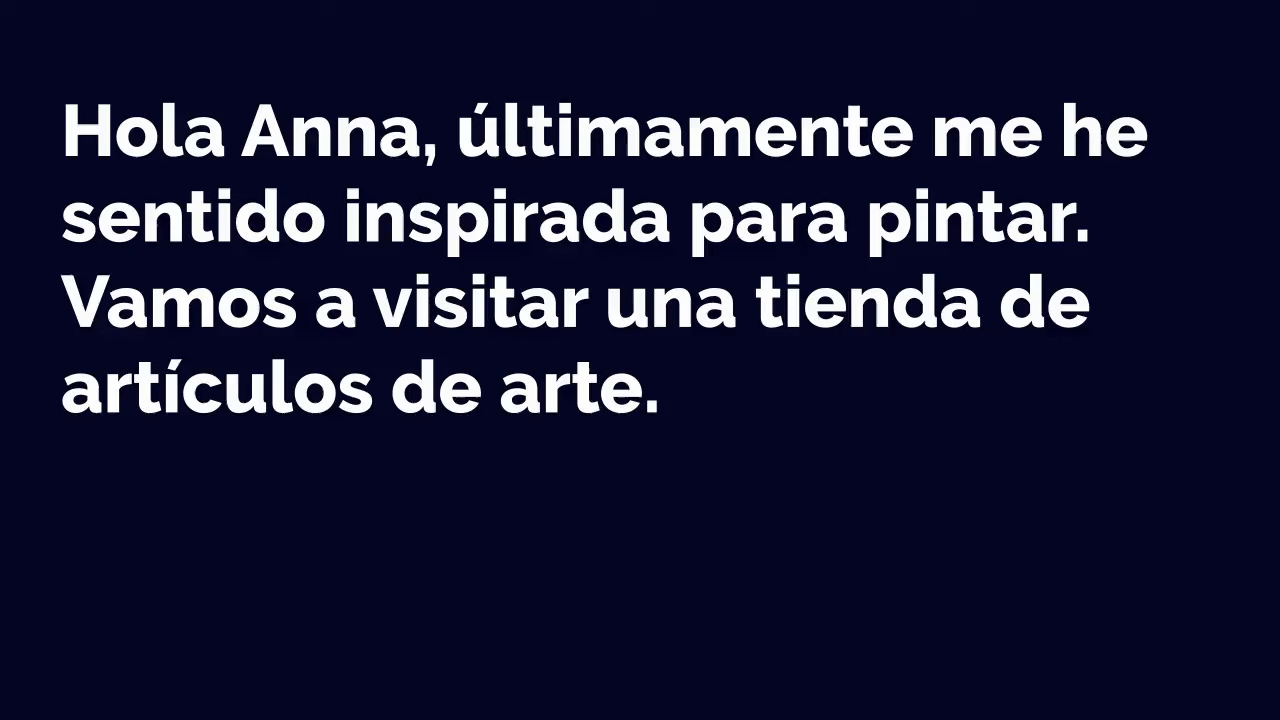 Hola Anna, últimamente me he
sentido inspirada para pintar.
Vamos a visitar una tienda de
artículos de arte.